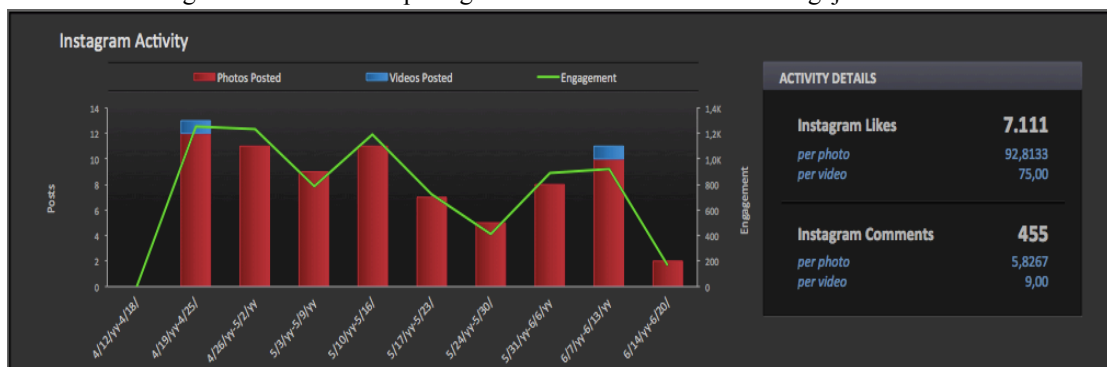 Instagram Activity
Photos Posted Videos Posted Engagement
14
12
10
8
6
4
2
0
Posts
1,4K
1,2K
1,0K
800
600
400
200
0
Engagement
4/12/yy-4/18/
4/19/yy-4/25/
4/26/yy-5/2/yy
5/3/yy-5/9/yy
5/10/yy-5/16/
5/17/yy-5/23/
5/24/yy-5/30/
5/31/yy-6/6/yy
6/7/yy-6/13/yy
6/14/yy-6/20/
ACTIVITY DETAILS
Instagram Likes 7.111
per photo 92,8133
per video 75,00
Instagram Comments 455
per photo 5,8267
per video 9,00